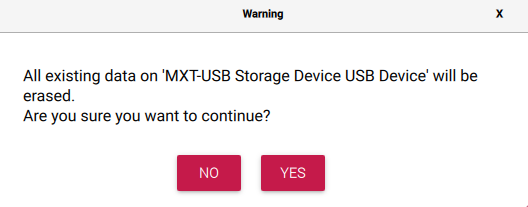 Warning
X
All existing data on 'MXT-USB Storage Device USB Device' will be
erased.
Are you sure you want to continue?
NO
YES